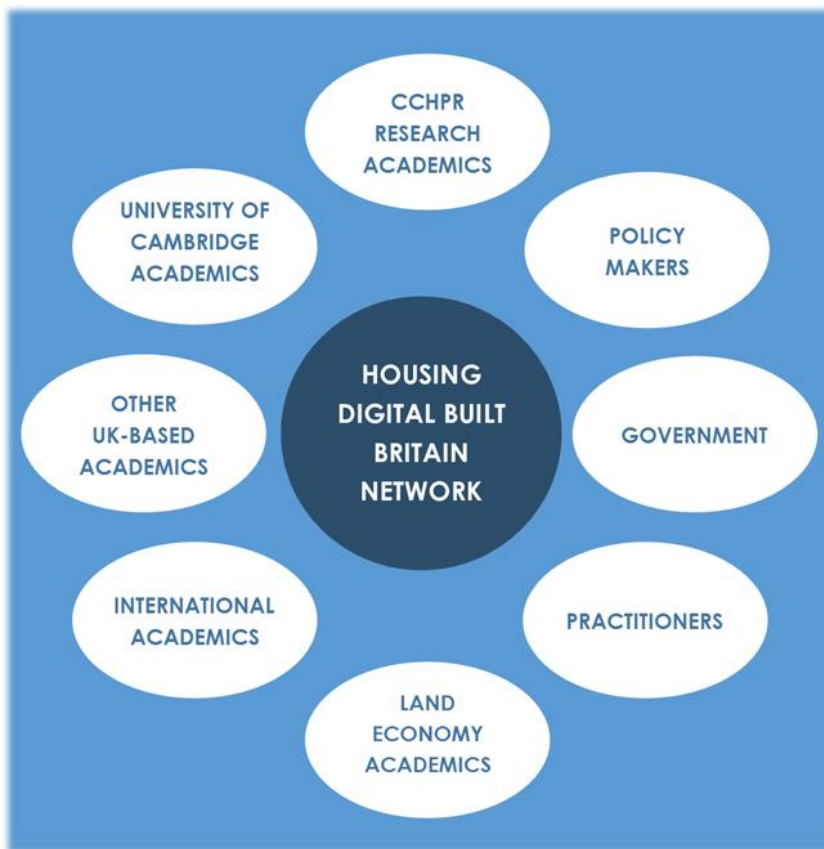 CCHPR
RESEARCH
ACADEMICS
UNIVERSITY OF
CAMBRIDGE
ACADEMICS
POLICY
MAKERS
OTHER
UK-BASED
ACADEMICS
HOUSING
DIGITAL BUILT
BRITAIN
NETWORK
GOVERNMENT
INTERNATIONAL
ACADEMICS
PRACTITIONERS
LAND
ECONOMY
ACADEMICS